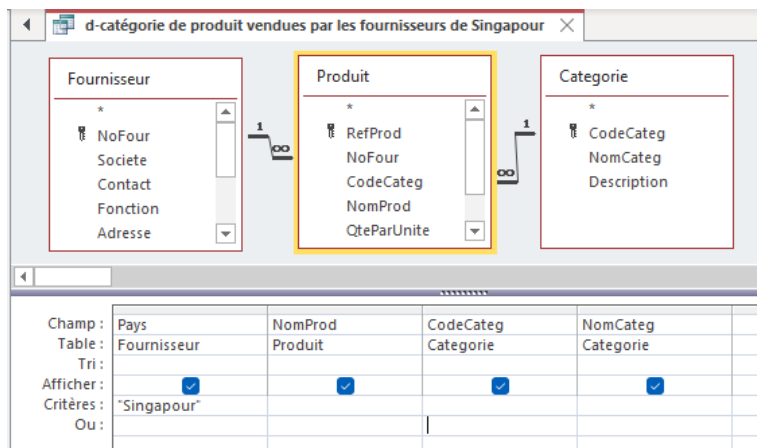 d-catégorie de produit vendues par les fournisseurs de Singapour
Fournisseur
*
NoFour
Societe
Contact
Fonction
Adresse
1
∞
Produit
*
RefProd
NoFour
CodeCateg
NomProd
QteParUnite
1
∞
Categorie
*
CodeCateg
NomCateg
Description
Champ : Pays NomProd CodeCateg NomCateg
Table : Fournisseur Produit Categorie Categorie
Tri :
Afficher :
Critères : "Singapour"
Ou :